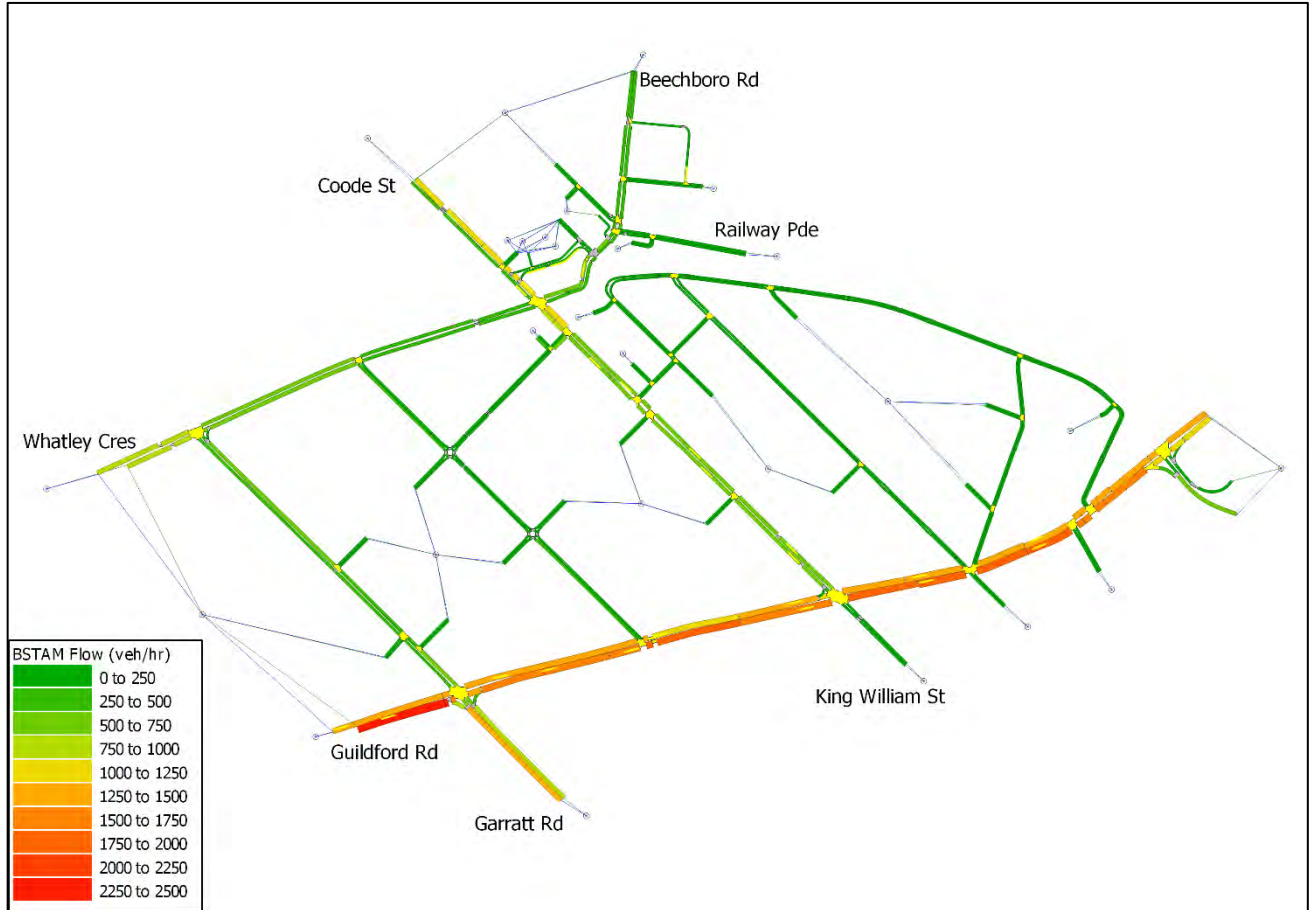 Beechboro Rd
Coode St
Railway Pde
Whatley Cres
King William St
Guildford Rd
Garratt Rd
BSTAM Flow (veh/hr)
0 to 250
250 to 500
500 to 750
750 to 1000
1000 to 1250
1250 to 1500
1500 to 1750
1750 to 2000
2000 to 2250
2250 to 2500